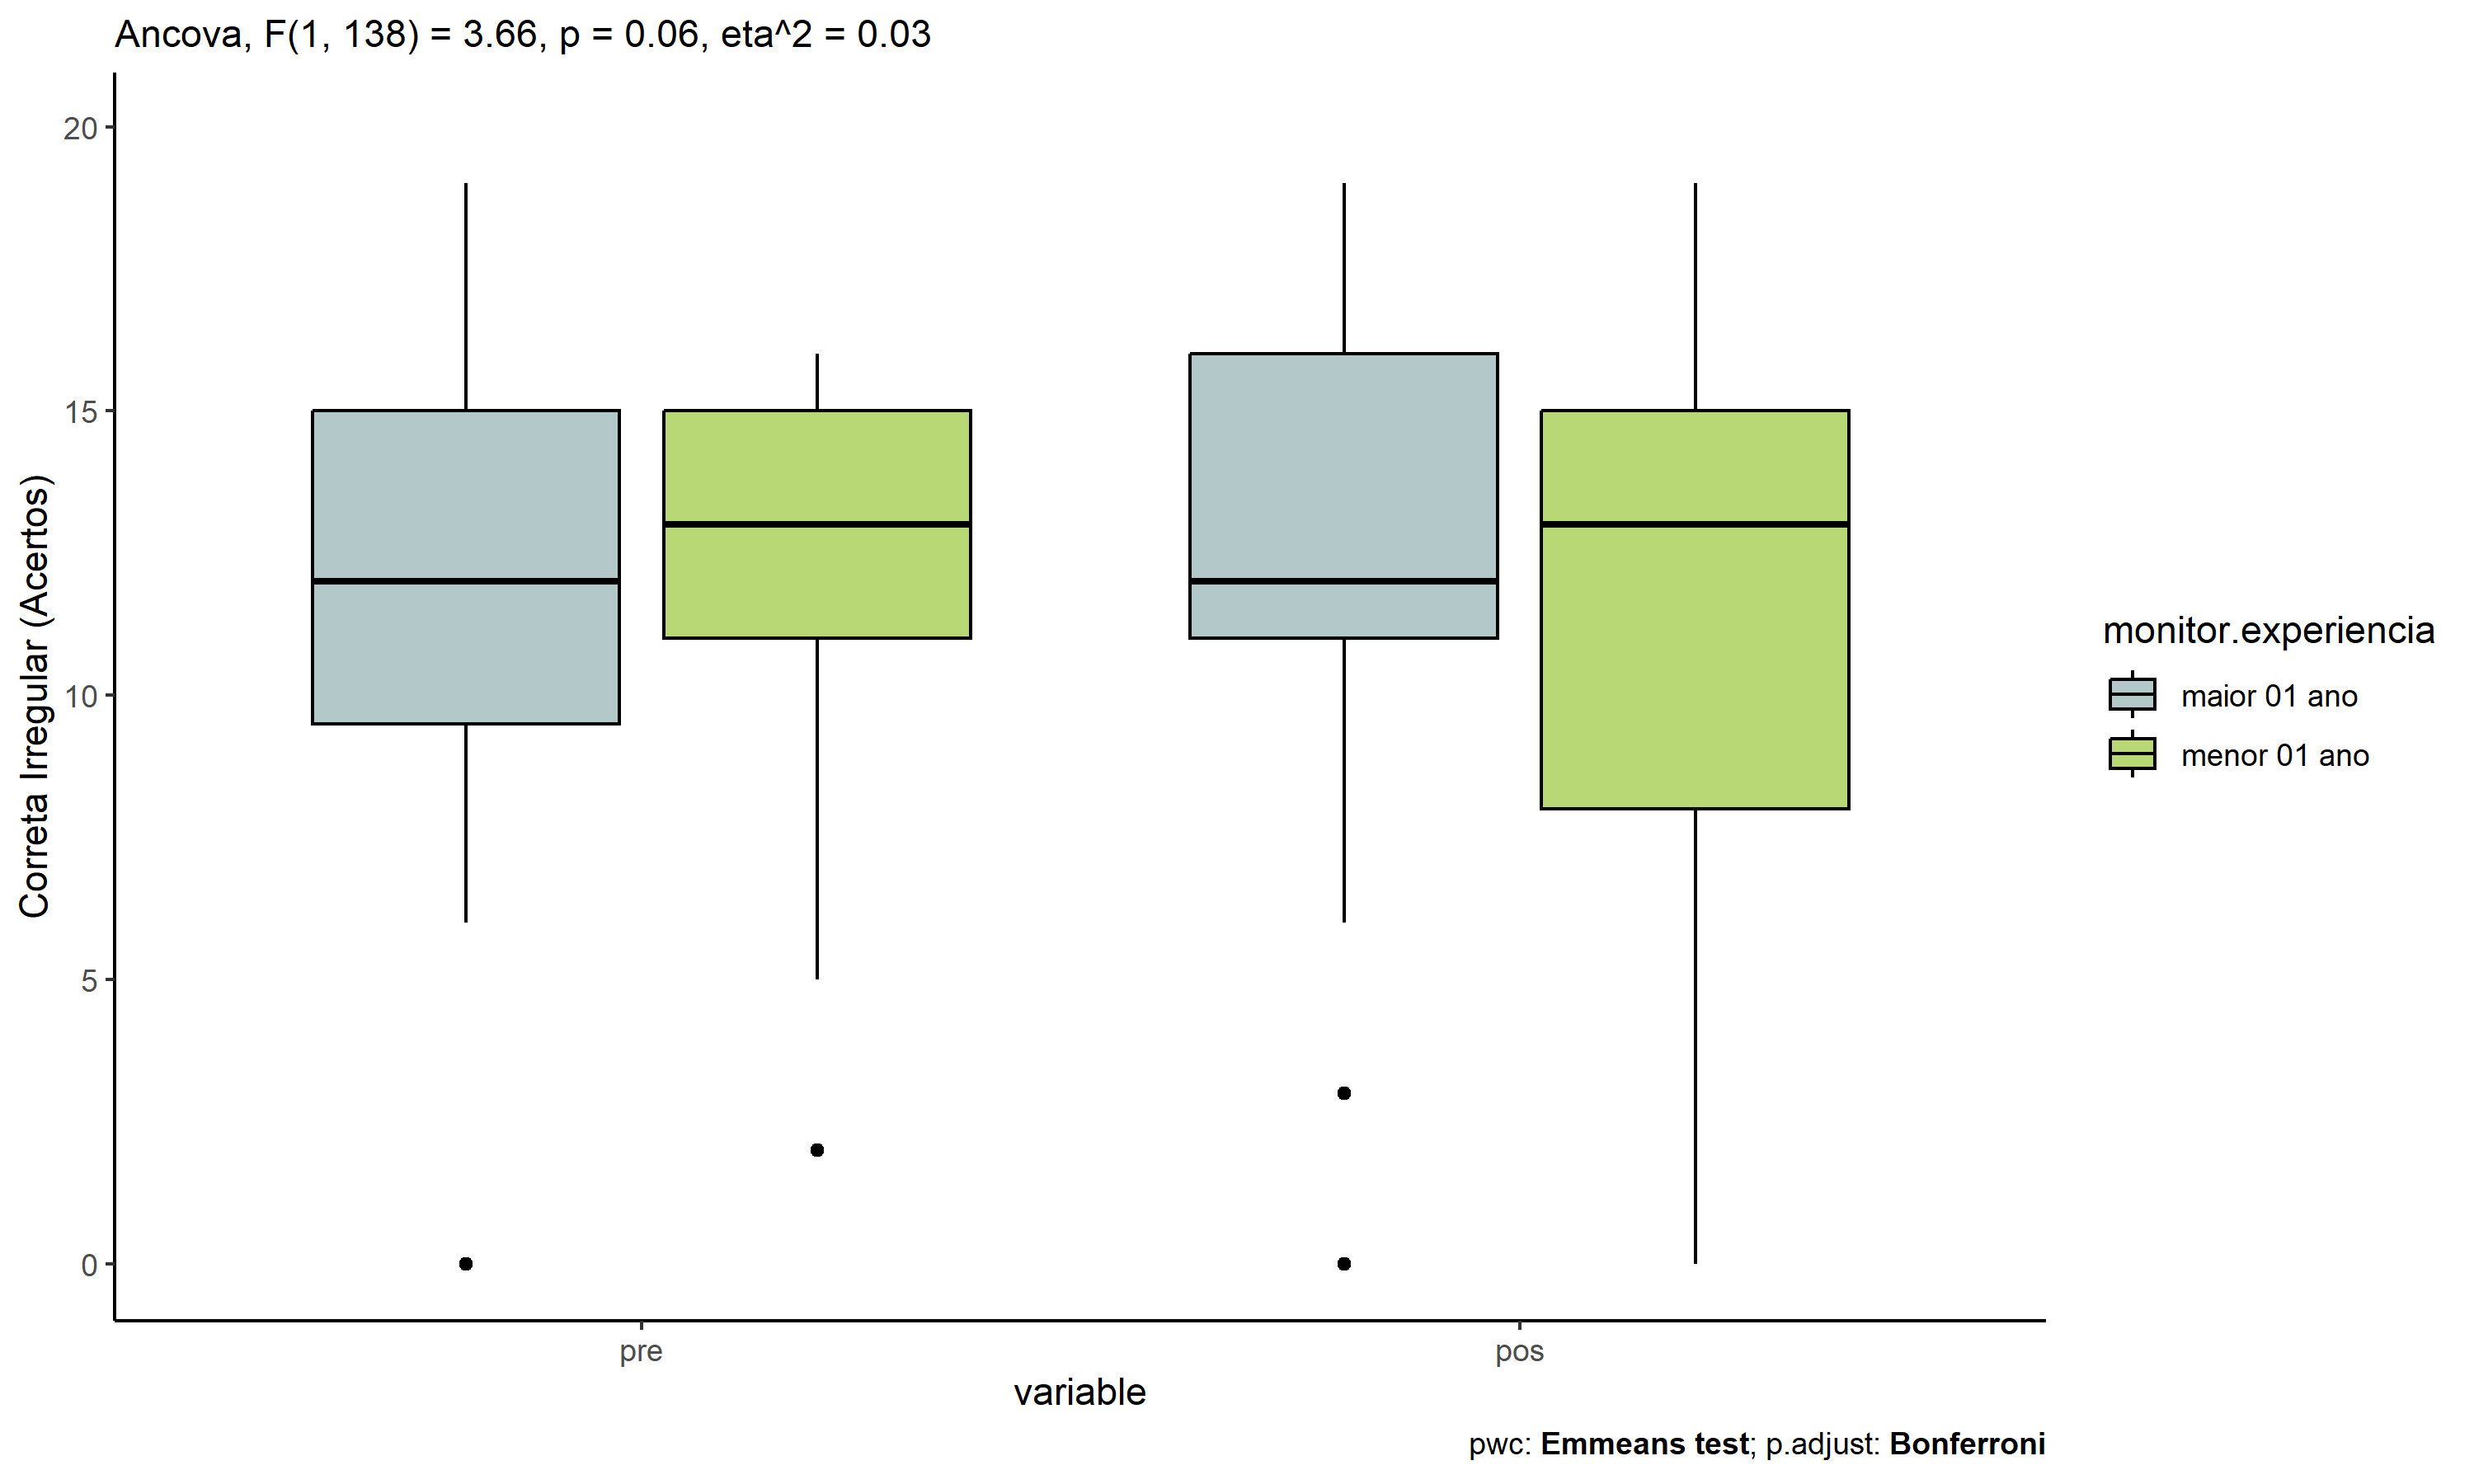 Ancova, F(1, 138) = 3.66, p = 0.06, eta^2 = 0.03
Correta Irregular (Acertos)
20
15
10
5
0
pre
pos
variable
monitor.experiencia
maior 01 ano
menor 01 ano
pwc: Emmeans test; p.adjust: Bonferroni